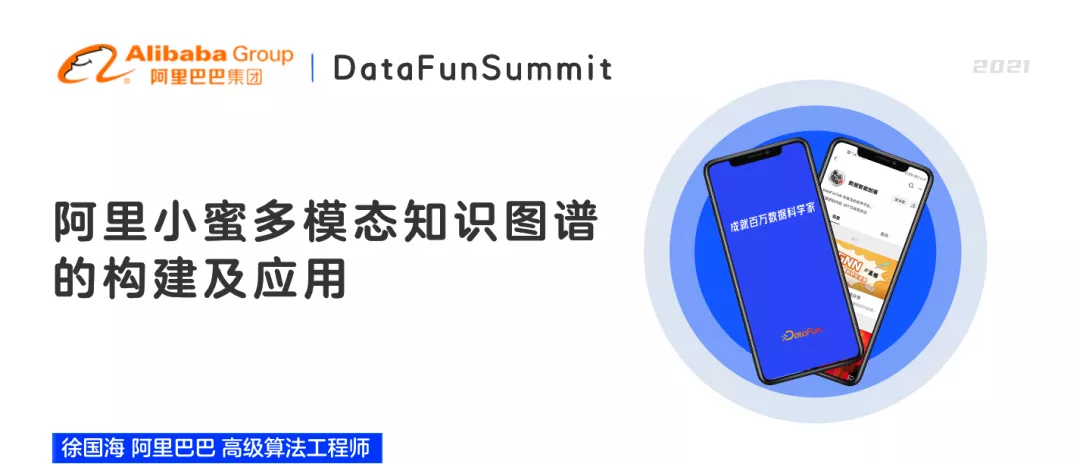 Alibaba Group
阿里巴巴集团
DataFunSummit
2021
阿里小蜜多模态知识图谱
的构建及应用
成就百万数据科学家
DataFun.
徐国海 阿里巴巴 高级算法工程师